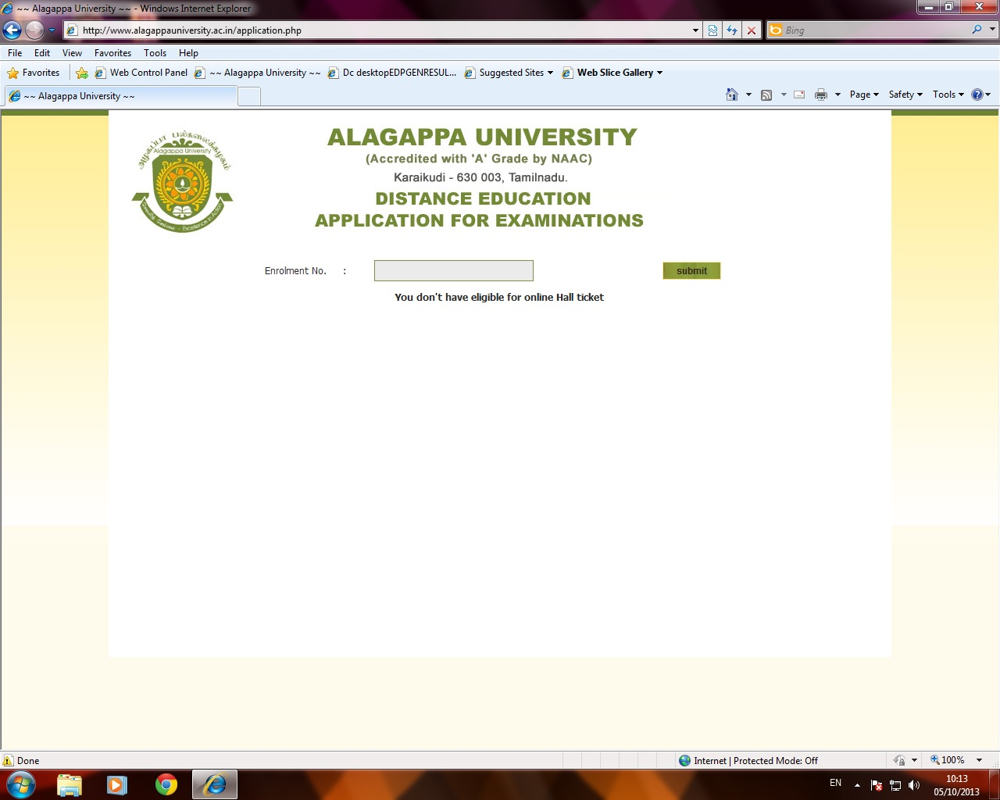 ~~ Alagappa University ~~ - Windows Internet Explorer
http://www.alagappauniversity.ac.in/application.php
Bing
File Edit View Favorites Tools Help
Favorites Web Control Panel ~~ Alagappa University ~~ Dc desktopEDPGENRESUL... Suggested Sites Web Slice Gallery
~~ Alagappa University ~~
Page Safety Tools
அழகப்பா பல்கலைக்கழகம்
Alagappa University
Excellence in Action
ALAGAPPA UNIVERSITY
(Accredited with 'A' Grade by NAAC)
Karaikudi - 630 003, Tamilnadu.
DISTANCE EDUCATION
APPLICATION FOR EXAMINATIONS
Enrolment No. :
submit
You don't have eligible for online Hall ticket
Done
Internet | Protected Mode: Off
100%
EN
10:13
05/10/2013